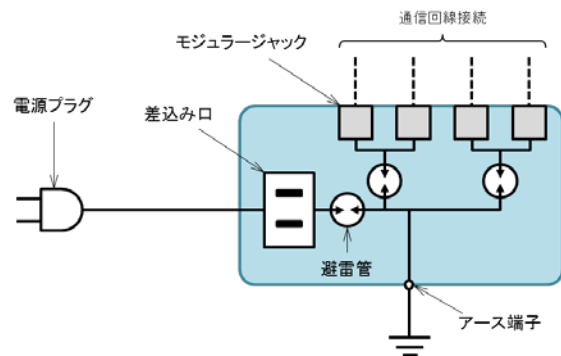 通信回線接続
モジュラージャック
電源プラグ
差込み口
避雷管
アース端子